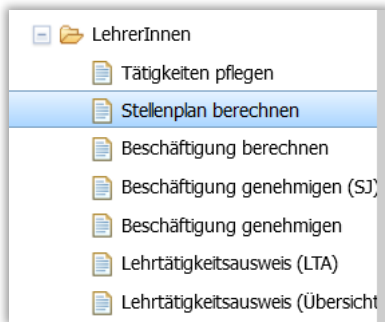 LehrerInnen
Tätigkeiten pflegen
Stellenplan berechnen
Beschäftigung berechnen
Beschäftigung genehmigen (SJ)
Beschäftigung genehmigen
Lehrtätigkeitsausweis (LTA)
Lehrtätigkeitsausweis (Übersicht